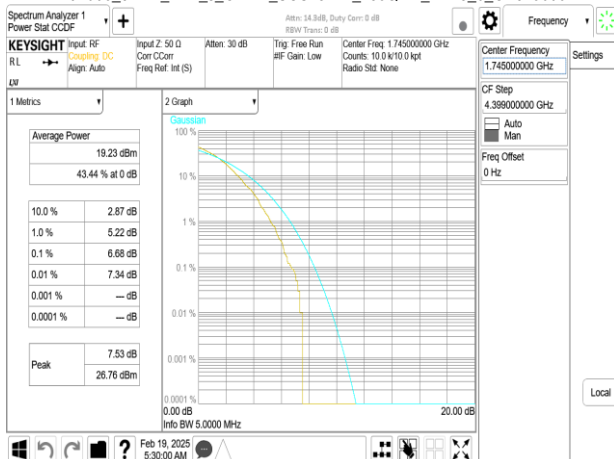 Spectrum Analyzer 1
Power Stat CCDF
+
Attn: 14.3dB, Duty Corr: 0 dB
RBW Trans: 0 dB
Frequency
Settings
KEYSIGHT
RL
LXI
Input: RF
Coupling: DC
Align: Auto
Input Z: 50 Ω
Corr CCorr
Freq Ref: Int (S)
Atten: 30 dB
Trig: Free Run
#IF Gain: Low
Center Freq: 1.745000000 GHz
Counts: 10.0 k/10.0 kpt
Radio Std: None
Center Frequency
1.745000000 GHz
CF Step
4.399000000 GHz
Auto
Man
Freq Offset
0 Hz
1 Metrics
Average Power
19.23 dBm
43.44 % at 0 dB
10.0 % 2.87 dB
1.0 % 5.22 dB
0.1 % 6.68 dB
0.01 % 7.34 dB
0.001 % --- dB
0.0001 % --- dB
Peak 7.53 dB
26.76 dBm
2 Graph
Gaussian
100 %
10 %
1 %
0.1 %
0.01 %
0.001 %
0.0001 %
0.00 dB 20.00 dB
Info BW 5.0000 MHz
Local
?
Feb 19, 2025
5:30:00 AM